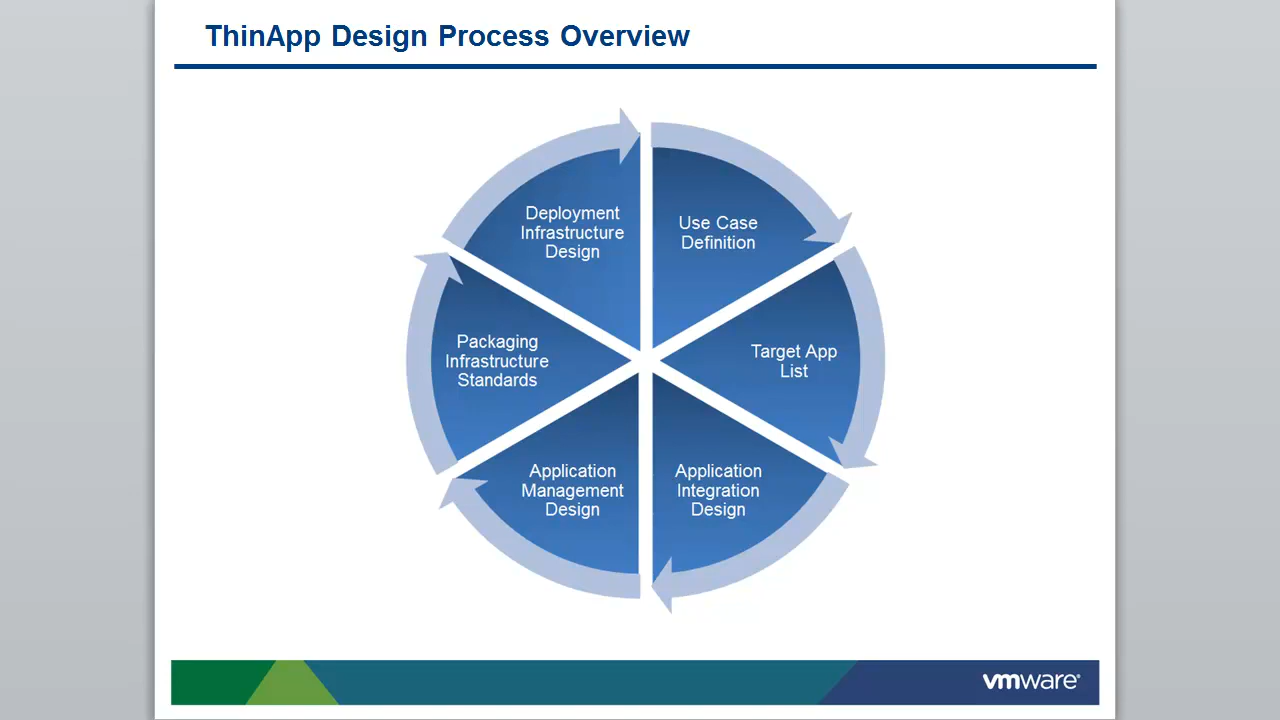 ThinApp Design Process Overview
Deployment
Infrastructure
Design
Use Case
Definition
Packaging
Infrastructure
Standards
Target App
List
Application
Management
Design
Application
Integration
Design
vmware®